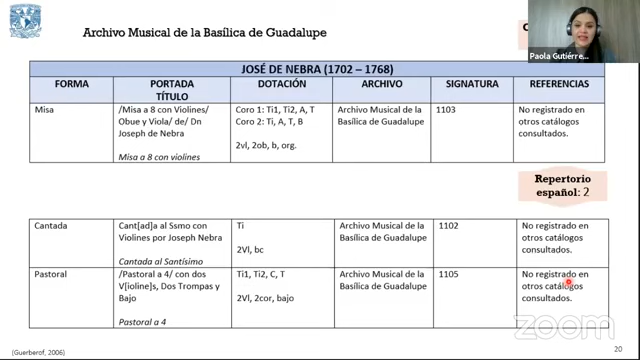 Archivo Musical de la Basílica de Guadalupe
Paola Gutiérre...
JOSÉ DE NEBRA (1702 – 1768)
FORMA PORTADA TÍTULO DOTACIÓN ARCHIVO SIGNATURA REFERENCIAS
Misa
/Misa a 8 con Violines/
Obue y Viola/ de/ Dn
Joseph de Nebra
Misa a 8 con violines
Coro 1: Ti1, Ti2, A, T
Coro 2: Ti, A, T, B
2vl, 2ob, b, org.
Archivo Musical de la
Basílica de Guadalupe
1103
No registrado en
otros catálogos
consultados.
Repertorio
español: 2
Cantada
Cant[ad]a al Ssmo con
Violines por Joseph Nebra
Cantada al Santísimo
Ti
2Vl, bc
Archivo Musical de la
Basílica de Guadalupe
1102
No registrado en
otros catálogos
consultados.
Pastoral
/Pastoral a 4/ con dos
V[ioline]s, Dos Trompas y
Bajo
Pastoral a 4
Ti1, Ti2, C, T
2Vl, 2cor, bajo
Archivo Musical de la
Basílica de Guadalupe
1105
No registrado en
otros catálogos
consultados.
zoom
(Guerberof, 2006)
20